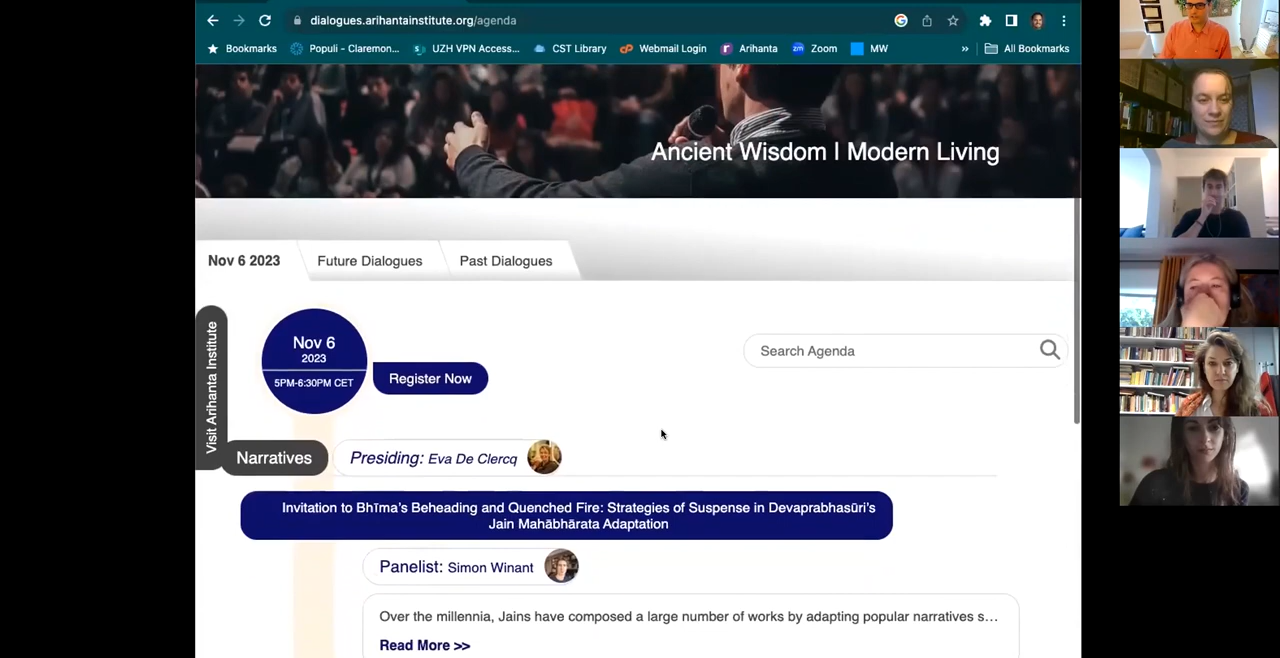 dialogues.arihantainstitute.org/agenda
Bookmarks Populi - Claremon... UZH VPN Access... CST Library Webmail Login Arihanta Zoom MW » All Bookmarks
Ancient Wisdom | Modern Living
Nov 6 2023 Future Dialogues Past Dialogues
Visit Arihanta Institute
Nov 6
2023
5PM-6:30PM CET
Register Now
Search Agenda
Narratives Presiding: Eva De Clercq
Invitation to Bhīma's Beheading and Quenched Fire: Strategies of Suspense in Devaprabhasūri's
Jain Mahābhārata Adaptation
Panelist: Simon Winant
Over the millennia, Jains have composed a large number of works by adapting popular narratives s...
Read More >>